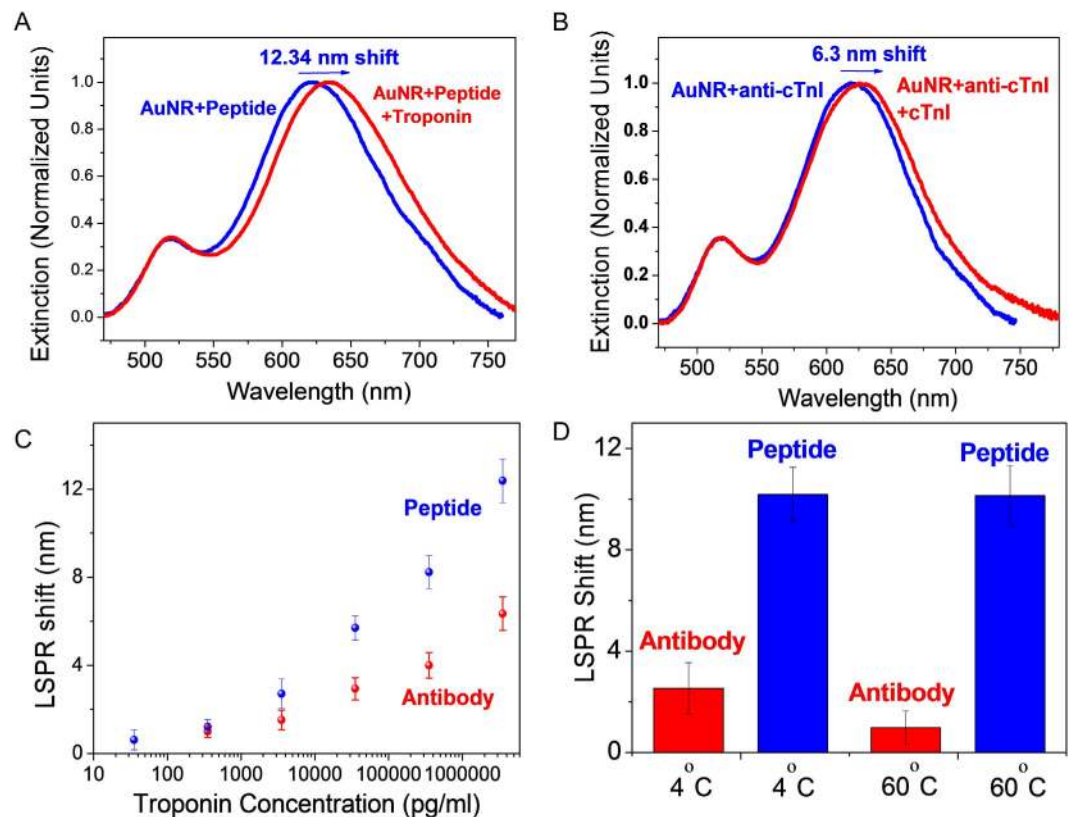 A
12.34 nm shift
AuNR+Peptide
AuNR+Peptide
+Troponin
Extinction (Normalized Units)
1.0
0.8
0.6
0.4
0.2
0.0
500 550 600 650 700 750
Wavelength (nm)
B
6.3 nm shift
AuNR+anti-cTnI
AuNR+anti-cTnI
+cTnI
Extinction (Normalized Units)
1.0
0.8
0.6
0.4
0.2
0.0
500 550 600 650 700 750
Wavelength (nm)
C
LSPR shift (nm)
12
8
4
0
Peptide
Antibody
10 100 1000 10000 100000 1000000
Troponin Concentration (pg/ml)
D
LSPR Shift (nm)
12
8
4
0
Antibody
Peptide
Antibody
Peptide
4 °C 4 °C 60 °C 60 °C